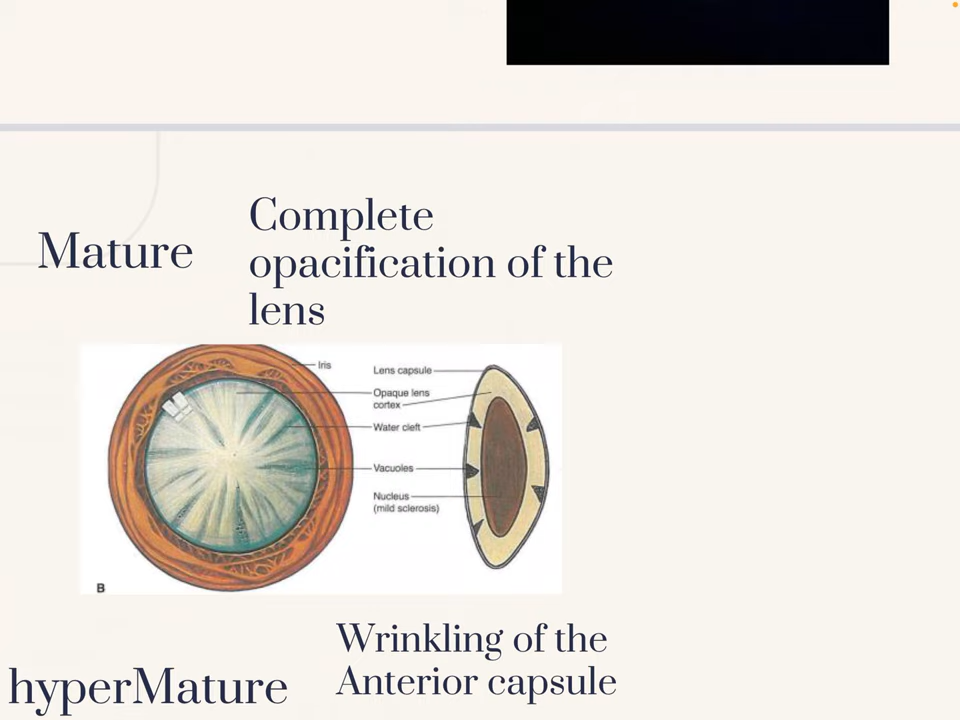 Mature
Complete
opacification of the
lens
Iris
Lens capsule
Opaque lens
cortex
Water cleft
Vacuoles
Nucleus
(mild sclerosis)
B
hyperMature
Wrinkling of the
Anterior capsule